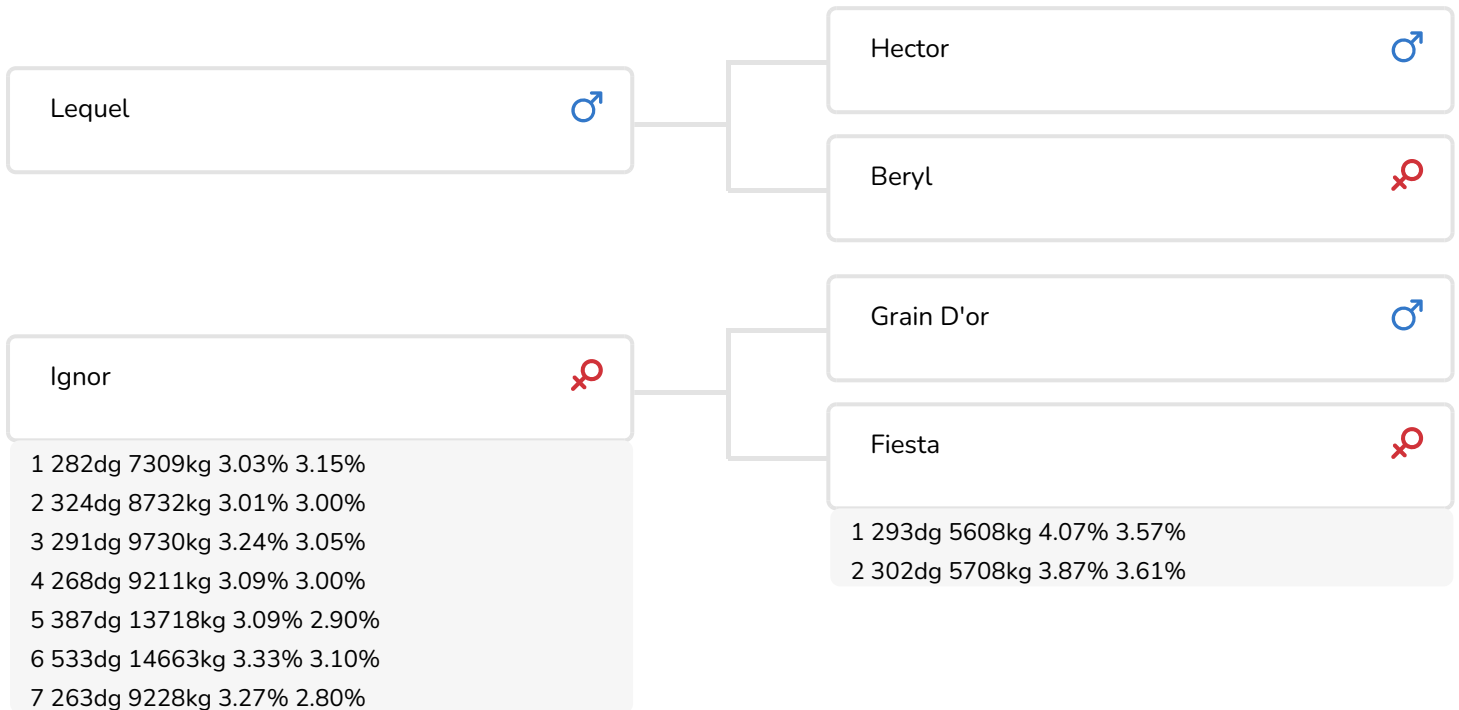 Hector
Lequel
Beryl
Grain D'or
Ignor
Fiesta
1 282dg 7309kg 3.03% 3.15%
2 324dg 8732kg 3.01% 3.00%
3 291dg 9730kg 3.24% 3.05%
4 268dg 9211kg 3.09% 3.00%
5 387dg 13718kg 3.09% 2.90%
6 533dg 14663kg 3.33% 3.10%
7 263dg 9228kg 3.27% 2.80%
1 293dg 5608kg 4.07% 3.57%
2 302dg 5708kg 3.87% 3.61%